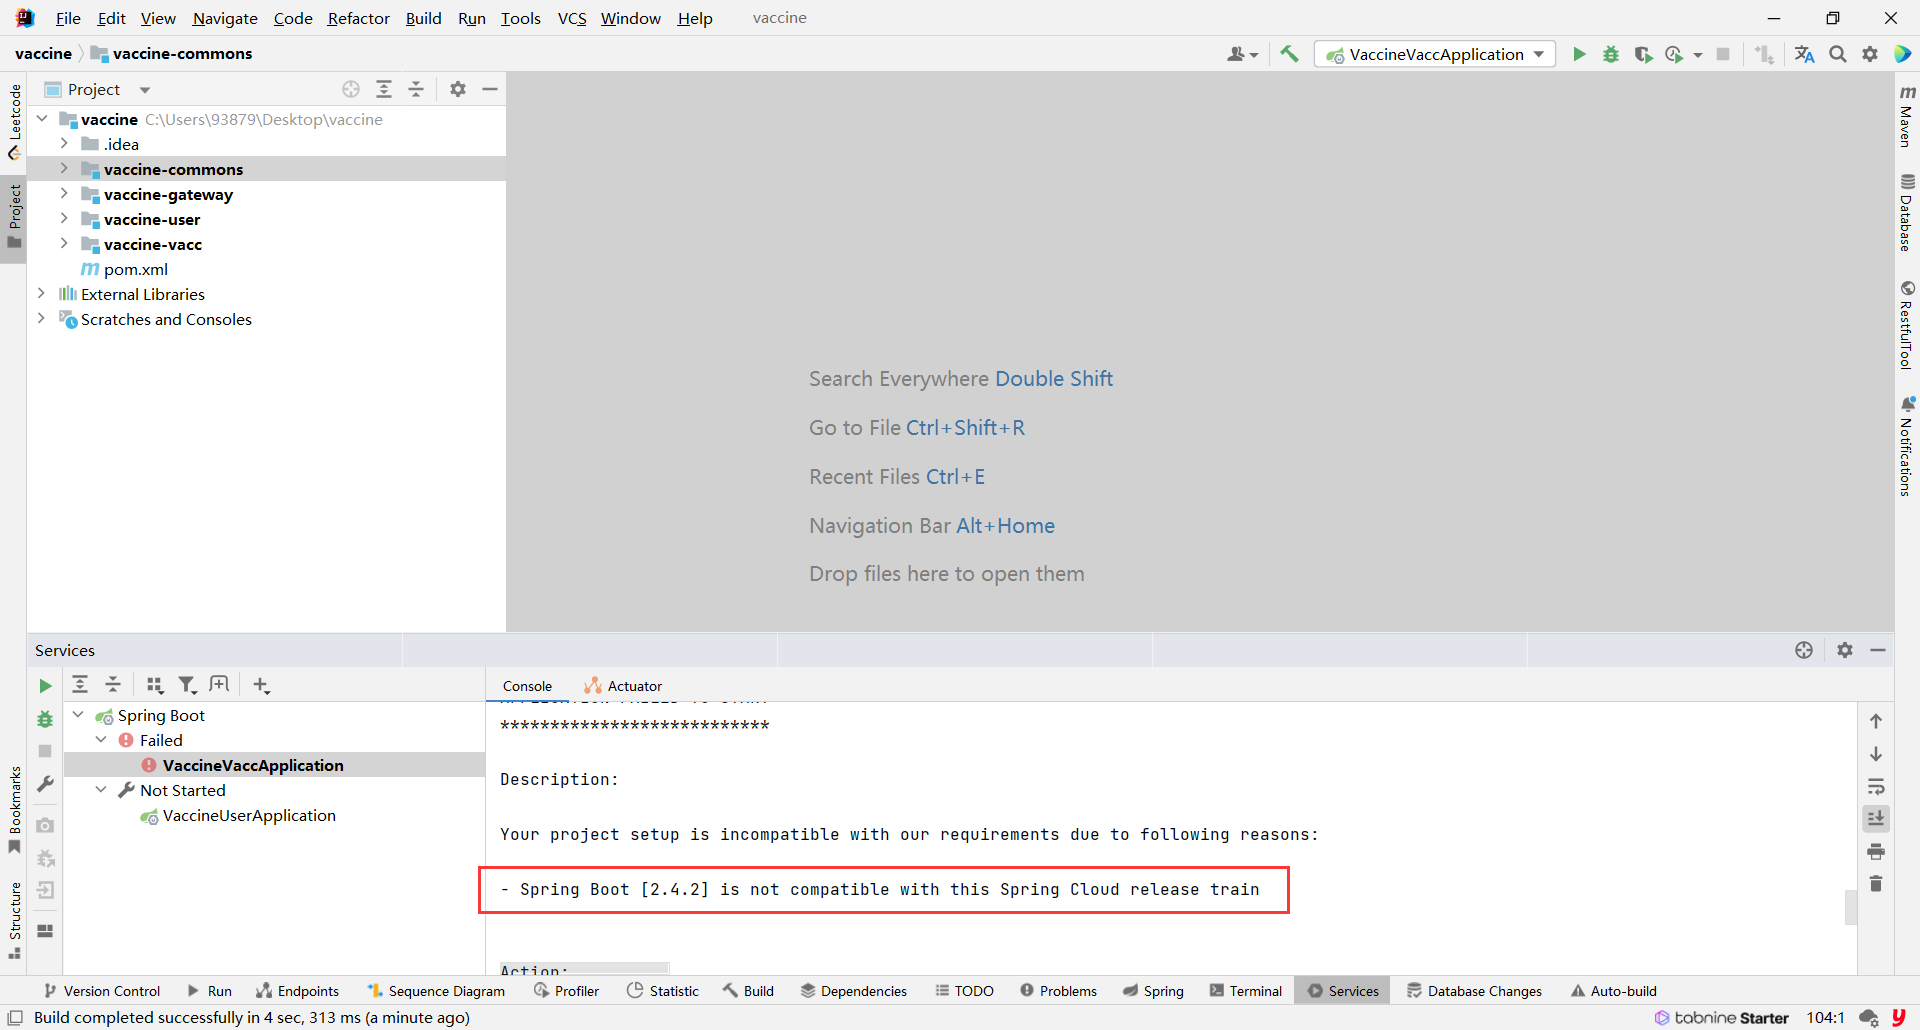 File Edit View Navigate Code Refactor Build Run Tools VCS Window Help vaccine
vaccine vaccine-commons
VaccineVaccApplication
Project
vaccine C:\Users\93879\Desktop\vaccine
.idea
vaccine-commons
vaccine-gateway
vaccine-user
vaccine-vacc
m pom.xml
External Libraries
Scratches and Consoles
Leetcode
Project
Bookmarks
Structure
m Maven
Database
RestfulTool
Notifications
Search Everywhere Double Shift
Go to File Ctrl+Shift+R
Recent Files Ctrl+E
Navigation Bar Alt+Home
Drop files here to open them
Services
Spring Boot
Failed
VaccineVaccApplication
Not Started
VaccineUserApplication
Console Actuator
APPLICATION FAILED TO START
***************************
Description:
Your project setup is incompatible with our requirements due to following reasons:
- Spring Boot [2.4.2] is not compatible with this Spring Cloud release train
Action:
Version Control Run Endpoints Sequence Diagram Profiler Statistic Build Dependencies TODO Problems Spring Terminal Services Database Changes Auto-build
Build completed successfully in 4 sec, 313 ms (a minute ago)
tabnine Starter 104:1